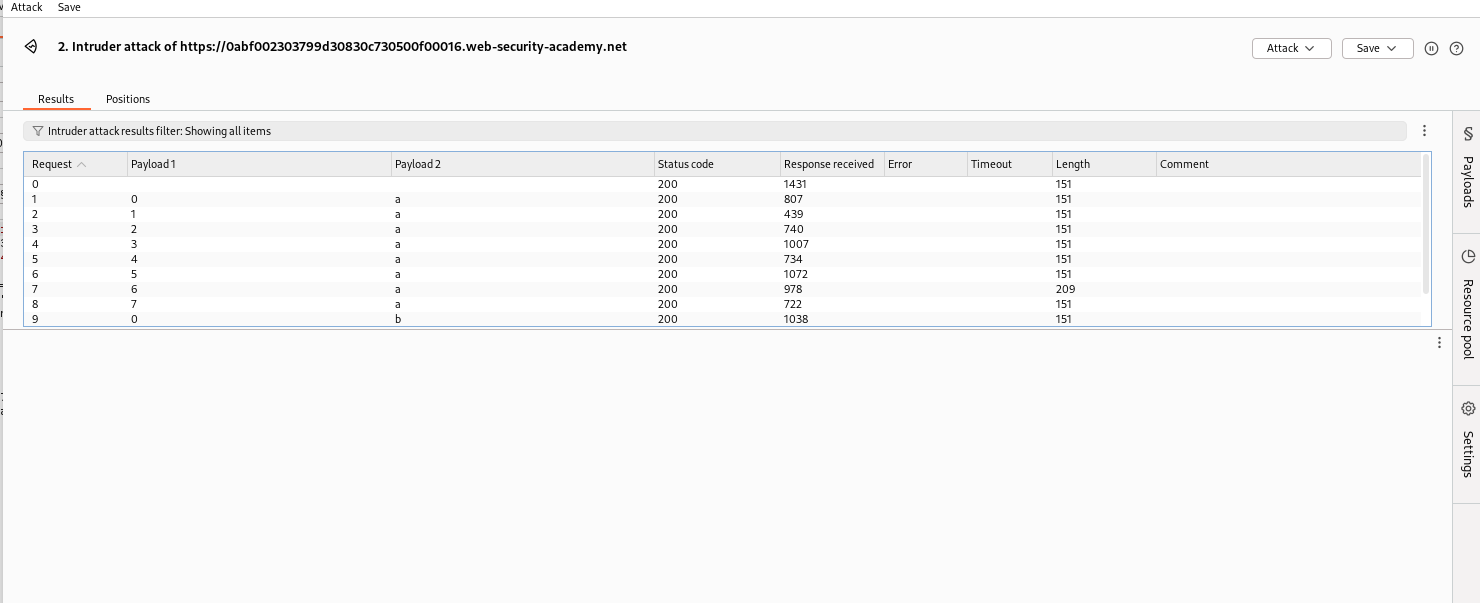 Attack Save
2. Intruder attack of https://0abf002303799d30830c730500f00016.web-security-academy.net
Attack Save
Results Positions
Intruder attack results filter: Showing all items
Request Payload 1 Payload 2 Status code Response received Error Timeout Length Comment
0 200 1431 151
1 0 a 200 807 151
2 1 a 200 439 151
3 2 a 200 740 151
4 3 a 200 1007 151
5 4 a 200 734 151
6 5 a 200 1072 151
7 6 a 200 978 209
8 7 a 200 722 151
9 0 b 200 1038 151
Payloads
Resource pool
Settings